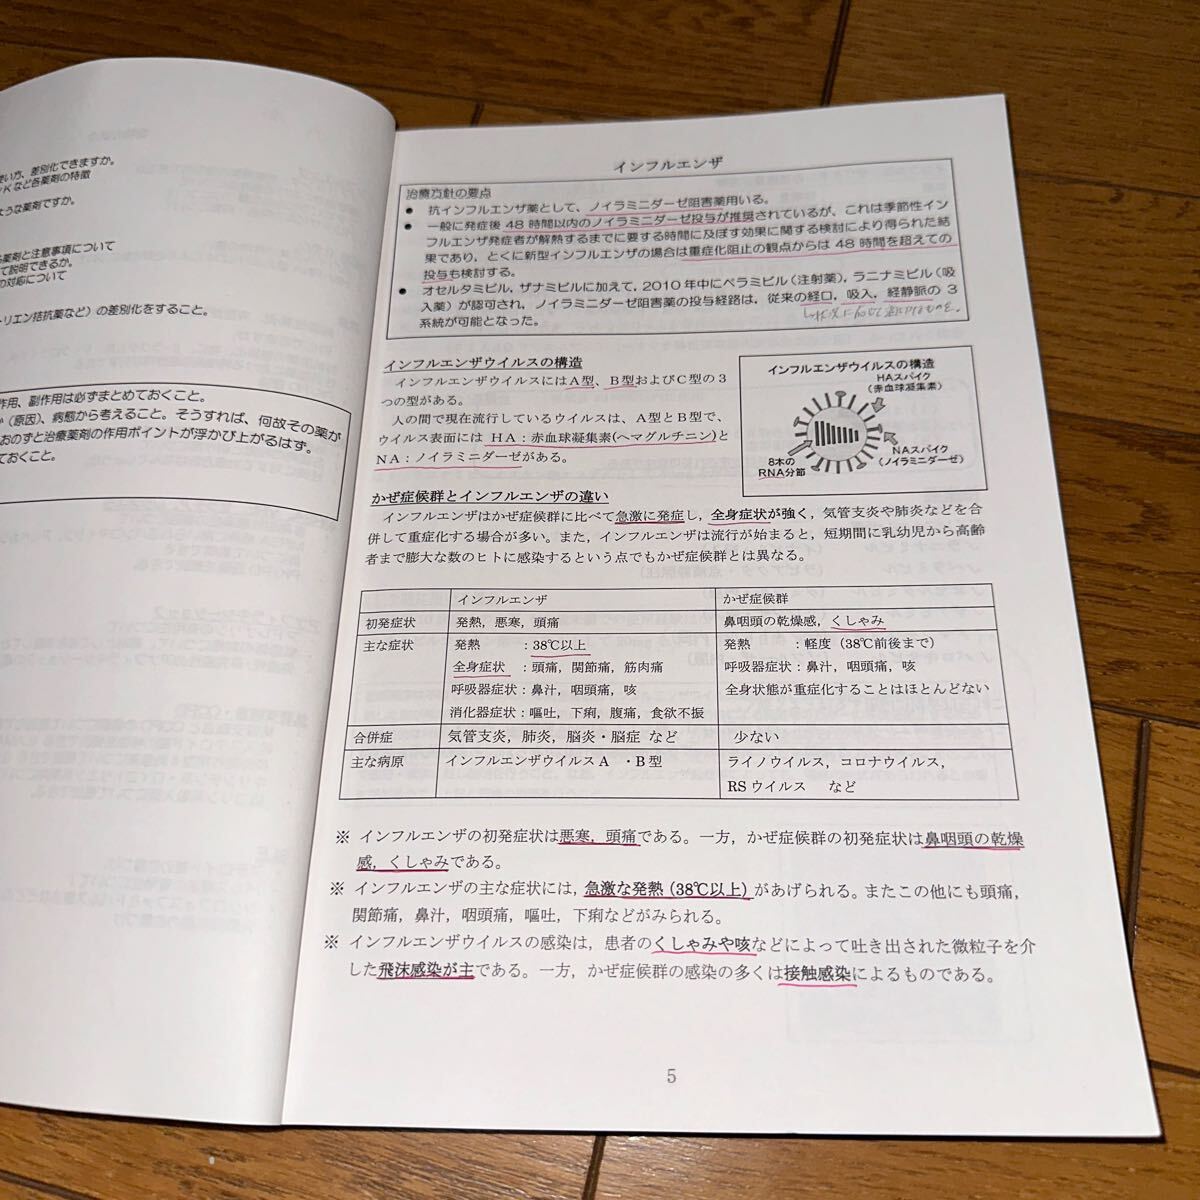 い方、差別化できますか。
Kなど各薬剤の特徴
ような薬剤ですか。
薬剤と注意事項について
て説明できるか。
の対応について
トリエン拮抗薬など）の差別化をすること。
作用、副作用は必ずまとめておくこと。
（原因）、病態から考えること。そうすれば、何故その薬が
おのずと治療薬剤の作用ポイントが浮かび上がるはず。
ておくこと。
インフルエンザ
治療方針の要点
● 抗インフルエンザ薬として、ノイラミニダーゼ阻害薬用いる。
● 一般に発症後 48 時間以内のノイラミニダーゼ投与が推奨されているが、これは季節性イン
フルエンザ発症者が解熱するまでに要する時間に及ぼす効果に関する検討により得られた結
果であり、とくに新型インフルエンザの場合は重症化阻止の観点からは 48 時間を超えての
投与も検討する。
● オセルタミビル、ザナミビルに加えて、2010 年中にペラミビル（注射薬）、ラニナミビル（吸
入薬）が認可され、ノイラミニダーゼ阻害薬の投与経路は、従来の経口，吸入，経静脈の 3
系統が可能となった。
インフルエンザウイルスの構造
インフルエンザウイルスにはＡ型、Ｂ型およびＣ型の３
つの型がある。
人の間で現在流行しているウイルスは、Ａ型とＢ型で、
ウイルス表面には ＨＡ：赤血球凝集素(ヘマグルチニン)と
ＮＡ：ノイラミニダーゼがある。
インフルエンザウイルスの構造
HAスパイク
（赤血球凝集素）
NAスパイク
（ノイラミニダーゼ）
8本の
RNA分節
かぜ症候群とインフルエンザの違い
インフルエンザはかぜ症候群に比べて急激に発症し，全身症状が強く，気管支炎や肺炎などを合
併して重症化する場合が多い。また，インフルエンザは流行が始まると，短期間に乳幼児から高齢
者まで膨大な数のヒトに感染するという点でもかぜ症候群とは異なる。
インフルエンザ かぜ症候群
初発症状 発熱，悪寒，頭痛 鼻咽頭の乾燥感，くしゃみ
主な症状 発熱 ：38℃以上 発熱 ：軽度（38℃前後まで）
全身症状 ：頭痛，関節痛，筋肉痛 呼吸器症状：鼻汁，咽頭痛，咳
呼吸器症状：鼻汁，咽頭痛，咳 全身状態が重症化することはほとんどない
消化器症状：嘔吐，下痢，腹痛，食欲不振
合併症 気管支炎，肺炎，脳炎・脳症 など 少ない
主な病原 インフルエンザウイルスＡ ・Ｂ型 ライノウイルス，コロナウイルス，
RSウイルス など
※ インフルエンザの初発症状は悪寒，頭痛である。一方，かぜ症候群の初発症状は鼻咽頭の乾燥
感，くしゃみである。
※ インフルエンザの主な症状には，急激な発熱（38℃以上）があげられる。またこの他にも頭痛，
関節痛，鼻汁，咽頭痛，嘔吐，下痢などがみられる。
※ インフルエンザウイルスの感染は，患者のくしゃみや咳などによって吐き出された微粒子を介
した飛沫感染が主である。一方，かぜ症候群の感染の多くは接触感染によるものである。
5